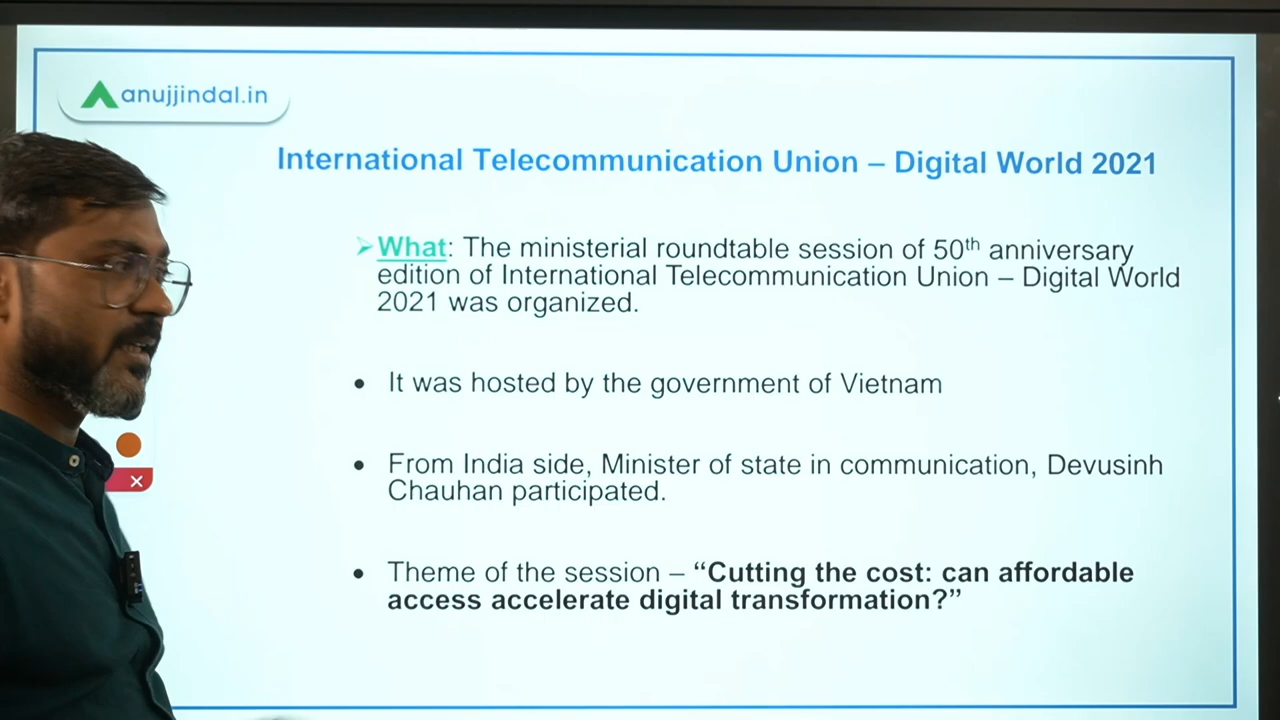 anujjindal.in
International Telecommunication Union – Digital World 2021
➢What: The ministerial roundtable session of 50th anniversary
edition of International Telecommunication Union – Digital World
2021 was organized.
• It was hosted by the government of Vietnam
• From India side, Minister of state in communication, Devusinh
Chauhan participated.
• Theme of the session – “Cutting the cost: can affordable
access accelerate digital transformation?”